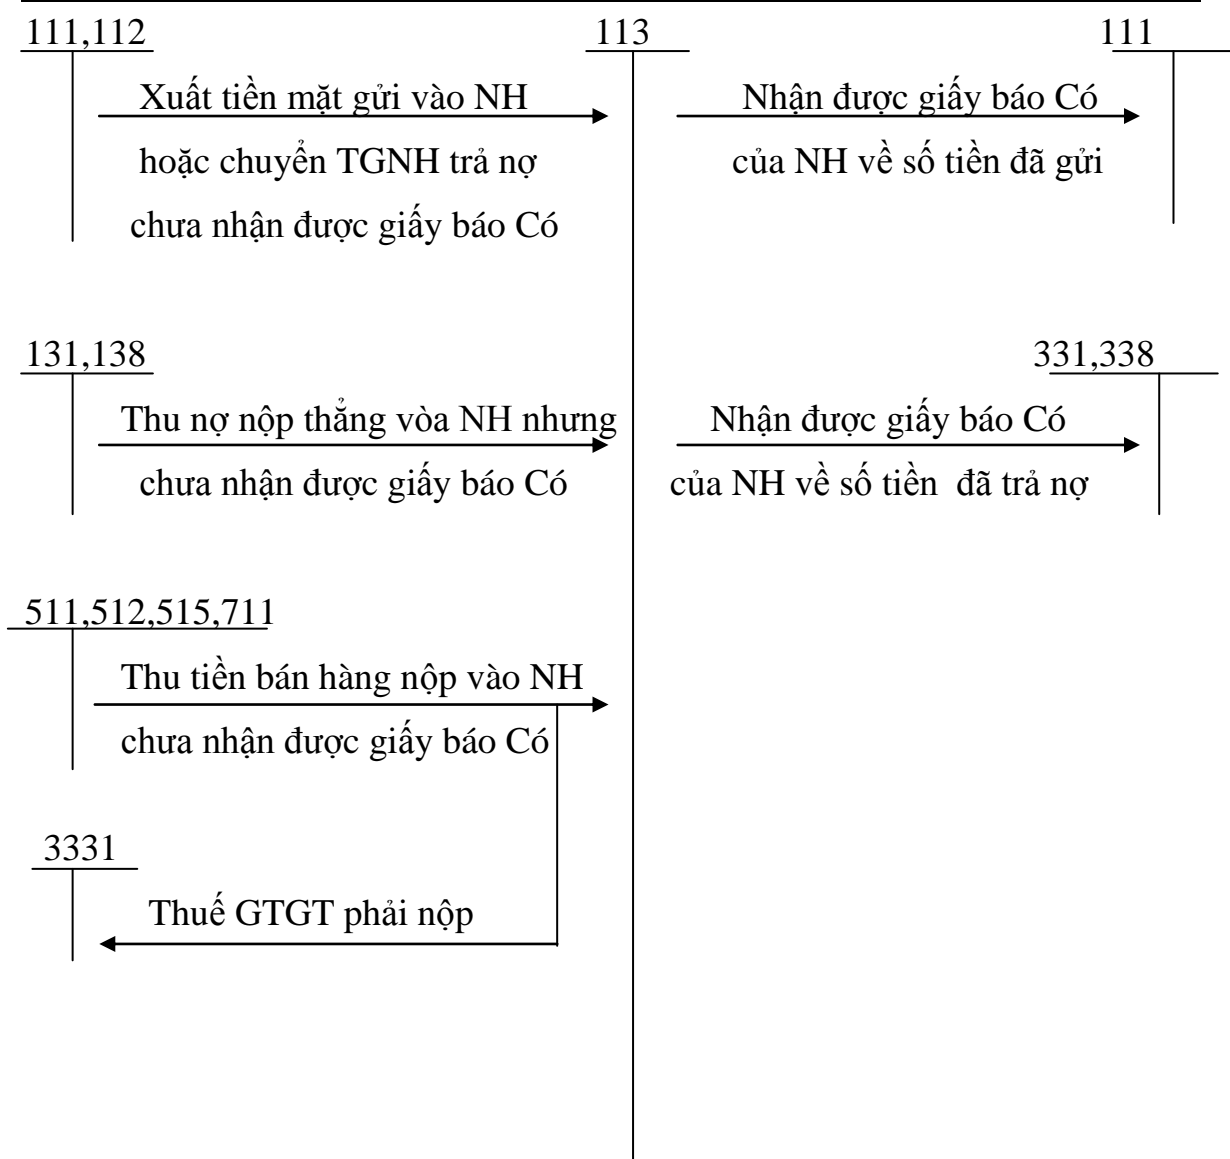 111,112
113
111
Xuất tiền mặt gửi vào NH
hoặc chuyển TGNH trả nợ
chưa nhận được giấy báo Có
Nhận được giấy báo Có
của NH về số tiền đã gửi
131,138
331,338
Thu nợ nộp thẳng vòa NH nhưng
chưa nhận được giấy báo Có
Nhận được giấy báo Có
của NH về số tiền đã trả nợ
511,512,515,711
Thu tiền bán hàng nộp vào NH
chưa nhận được giấy báo Có
3331
Thuế GTGT phải nộp